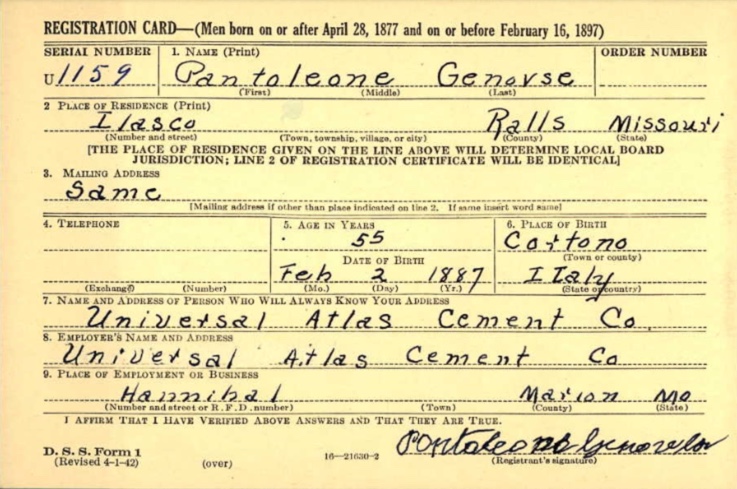 REGISTRATION CARD—(Men born on or after April 28, 1877 and on or before February 16, 1897)
SERIAL NUMBER 1. NAME (Print) ORDER NUMBER
U1159 Pantoleone Genovse
(First) (Middle) (Last)
2 PLACE OF RESIDENCE (Print)
Ilasco Ralls Missouri
(Number and street) (Town, township, village, or city) (County) (State)
[THE PLACE OF RESIDENCE GIVEN ON THE LINE ABOVE WILL DETERMINE LOCAL BOARD
JURISDICTION; LINE 2 OF REGISTRATION CERTIFICATE WILL BE IDENTICAL]
3. MAILING ADDRESS
Same
[Mailing address if other than place indicated on line 2. If same insert word same]
4. TELEPHONE 5. AGE IN YEARS 6. PLACE OF BIRTH
55 Cortono
(Town or county)
DATE OF BIRTH
Feb 2 1887 ITaly
(Exchange) (Number) (Mo.) (Day) (Yr.) (State or country)
7. NAME AND ADDRESS OF PERSON WHO WILL ALWAYS KNOW YOUR ADDRESS
Universal Atlas Cement Co.
8. EMPLOYER'S NAME AND ADDRESS
Universal Atlas Cement Co
9. PLACE OF EMPLOYMENT OR BUSINESS
Hannibal Marion Mo
(Number and street or R. F. D. number) (Town) (County) (State)
I AFFIRM THAT I HAVE VERIFIED ABOVE ANSWERS AND THAT THEY ARE TRUE.
D. S. S. Form 1
(Revised 4-1-42) (over) 16—21630-2 (Registrant's signature)